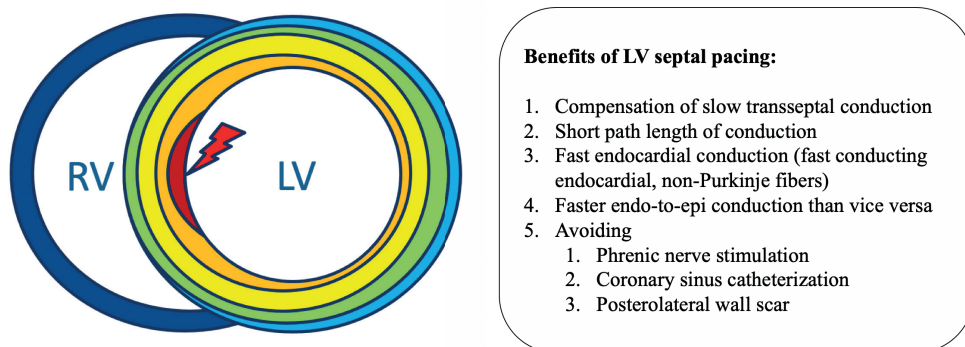 RV
LV
Benefits of LV septal pacing:
1. Compensation of slow transseptal conduction
2. Short path length of conduction
3. Fast endocardial conduction (fast conducting
endocardial, non-Purkinje fibers)
4. Faster endo-to-epi conduction than vice versa
5. Avoiding
1. Phrenic nerve stimulation
2. Coronary sinus catheterization
3. Posterolateral wall scar